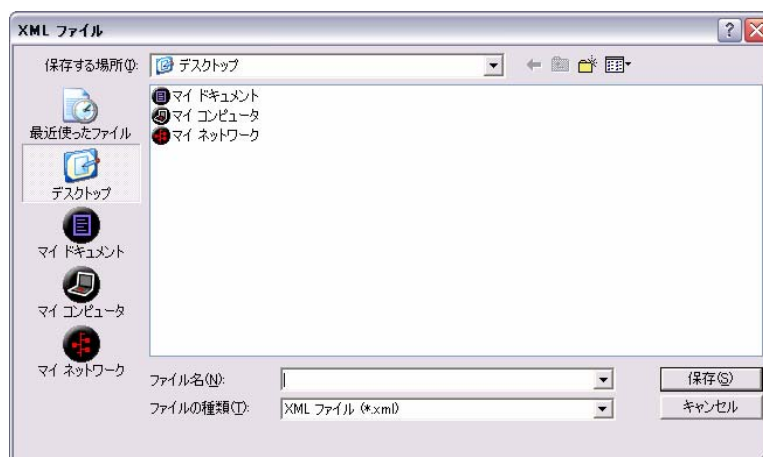 XML ファイル
保存する場所(I):
デスクトップ
最近使ったファイル
デスクトップ
マイ ドキュメント
マイ コンピュータ
マイ ネットワーク
マイ ドキュメント
マイ コンピュータ
マイ ネットワーク
ファイル名(N):
保存(S)
ファイルの種類(T):
XML ファイル (*.xml)
キャンセル